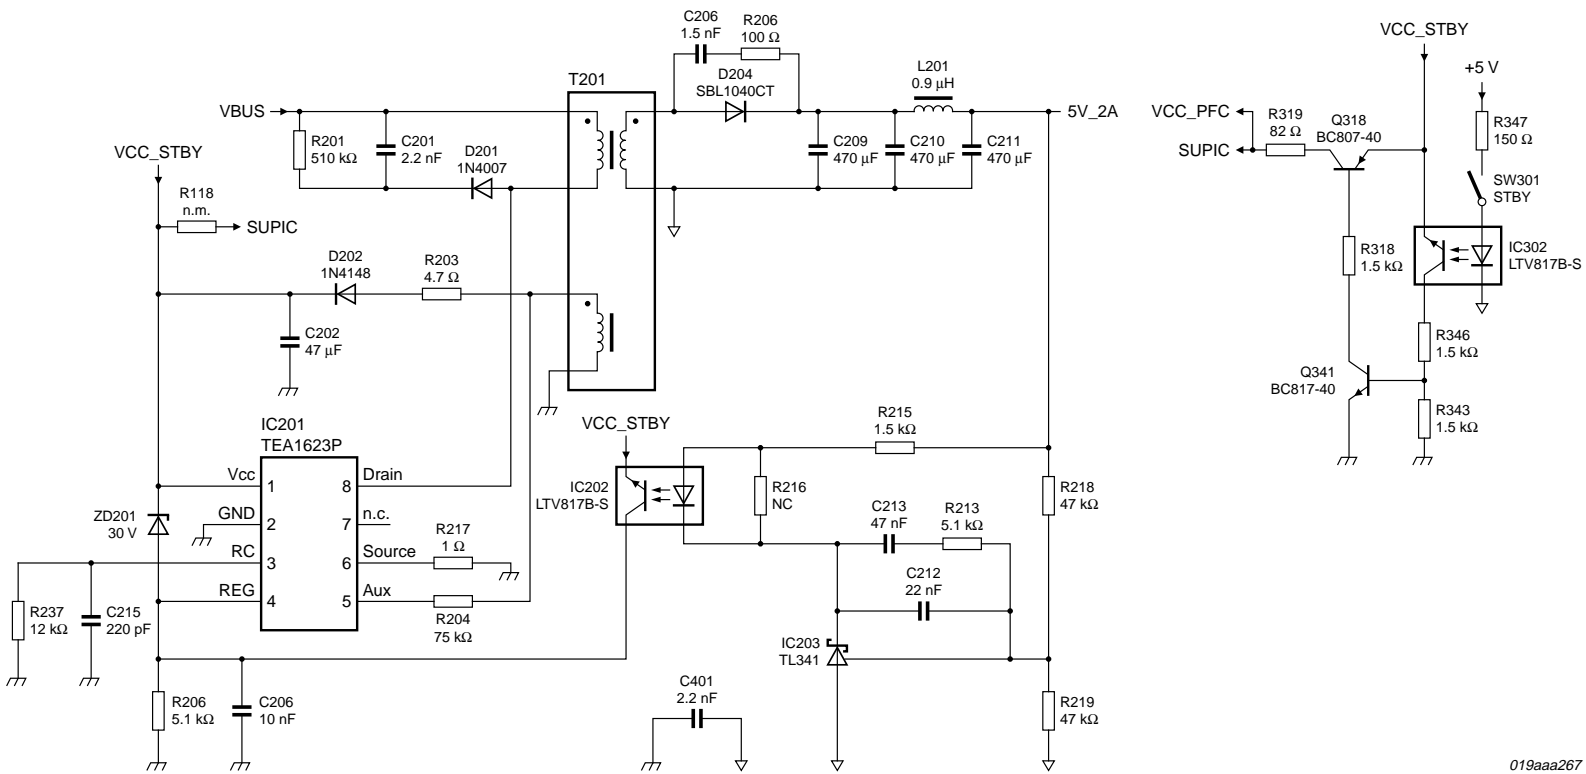 C206
1.5 nF
R206
100 Ω
D204
SBL1040CT
L201
0.9 μH
T201
VBUS
5V_2A
R201
510 kΩ
C201
2.2 nF
D201
1N4007
C209
470 μF
C210
470 μF
C211
470 μF
VCC_STBY
R118
n.m.
SUPIC
D202
1N4148
R203
4.7 Ω
C202
47 μF
IC201
TEA1623P
Vcc
1
8
Drain
GND
2
7
n.c.
RC
3
6
Source
REG
4
5
Aux
ZD201
30 V
R217
1 Ω
R204
75 kΩ
R237
12 kΩ
C215
220 pF
R206
5.1 kΩ
C206
10 nF
VCC_STBY
IC202
LTV817B-S
R215
1.5 kΩ
R216
NC
C213
47 nF
R213
5.1 kΩ
C212
22 nF
R218
47 kΩ
IC203
TL341
R219
47 kΩ
C401
2.2 nF
VCC_STBY
+5 V
VCC_PFC
SUPIC
R319
82 Ω
Q318
BC807-40
R347
150 Ω
SW301
STBY
R318
1.5 kΩ
IC302
LTV817B-S
R346
1.5 kΩ
Q341
BC817-40
R343
1.5 kΩ
019aaa267